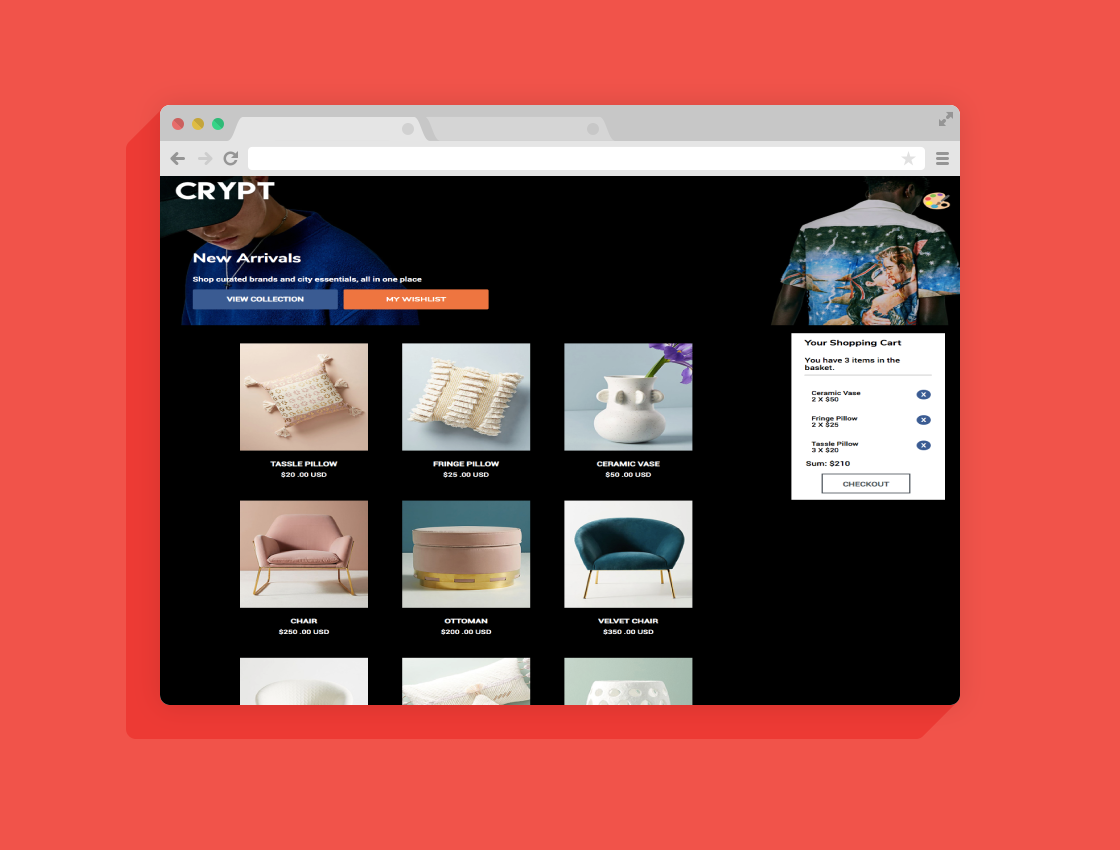 CRYPT
New Arrivals
Shop curated brands and city essentials, all in one place
VIEW COLLECTION
MY WISHLIST
Your Shopping Cart
You have 3 items in the
basket.
Ceramic Vase
2 X $50
X
Fringe Pillow
2 X $25
X
Tassle Pillow
3 X $20
X
Sum: $210
CHECKOUT
TASSLE PILLOW
$20 .00 USD
FRINGE PILLOW
$25 .00 USD
CERAMIC VASE
$50 .00 USD
CHAIR
$250 .00 USD
OTTOMAN
$200 .00 USD
VELVET CHAIR
$350 .00 USD